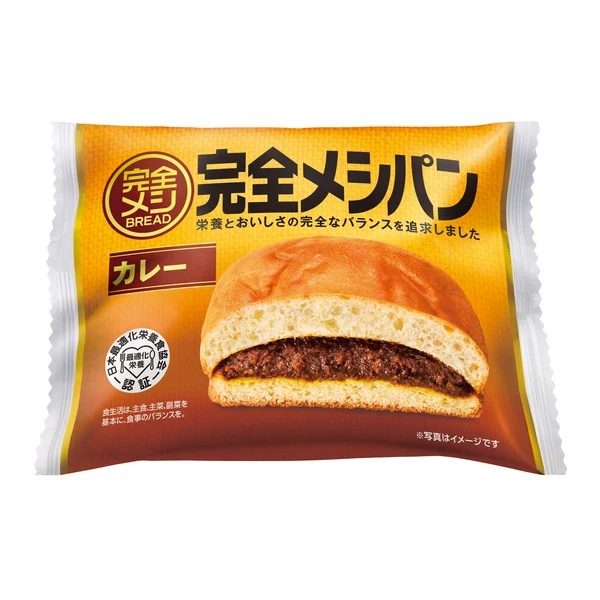 完全
メシ
BREAD
完全メシパン
栄養とおいしさの完全なバランスを追求しました
カレー
日本最適化栄養食協会
最適化
栄養
認証
食生活は、主食、主菜、副菜を
基本に、食事のバランスを。
※写真はイメージです